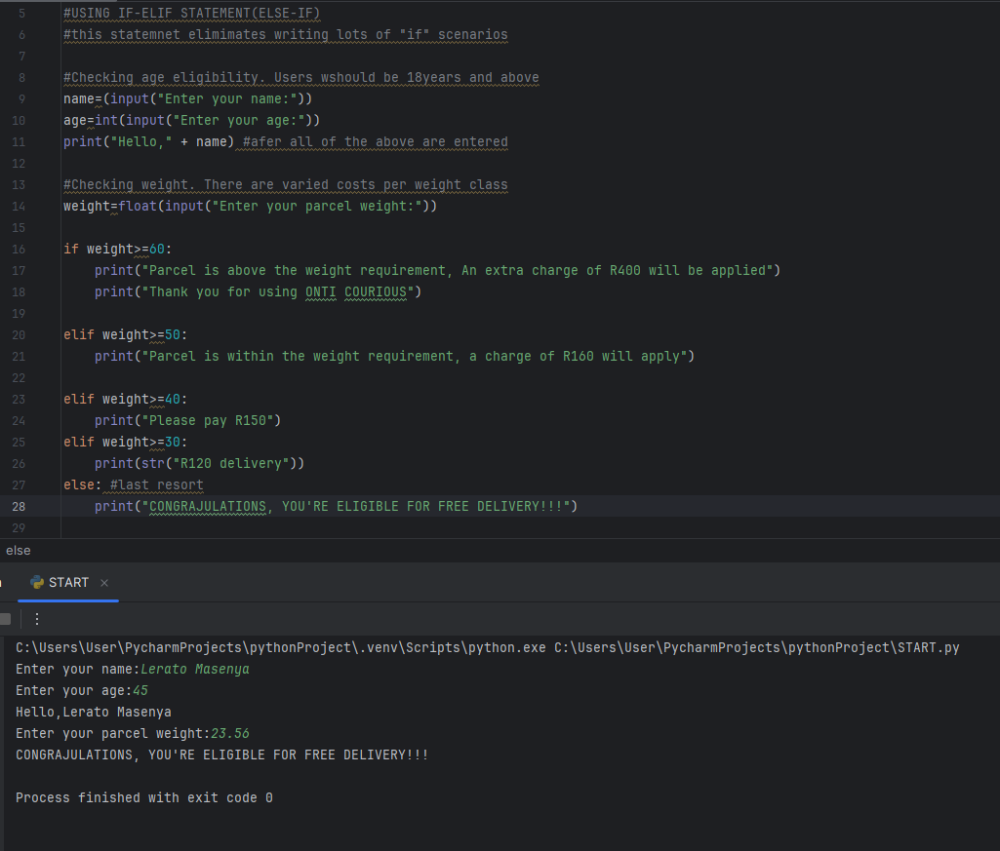 5 #USING IF-ELIF STATEMENT(ELSE-IF)
6 #this statemnet elimimates writing lots of "if" scenarios
7
8 #Checking age eligibility. Users wshould be 18years and above
9 name=(input("Enter your name:"))
10 age=int(input("Enter your age:"))
11 print("Hello," + name) #afer all of the above are entered
12
13 #Checking weight. There are varied costs per weight class
14 weight=float(input("Enter your parcel weight:"))
15
16 if weight>=60:
17     print("Parcel is above the weight requirement, An extra charge of R400 will be applied")
18     print("Thank you for using ONTI COURIOUS")
19
20 elif weight>=50:
21     print("Parcel is within the weight requirement, a charge of R160 will apply")
22
23 elif weight>=40:
24     print("Please pay R150")
25 elif weight>=30:
26     print(str("R120 delivery"))
27 else: #last resort
28     print("CONGRAJULATIONS, YOU'RE ELIGIBLE FOR FREE DELIVERY!!!")
29
else
START
C:\Users\User\PycharmProjects\pythonProject\.venv\Scripts\python.exe C:\Users\User\PycharmProjects\pythonProject\START.py
Enter your name:Lerato Masenya
Enter your age:45
Hello,Lerato Masenya
Enter your parcel weight:23.56
CONGRAJULATIONS, YOU'RE ELIGIBLE FOR FREE DELIVERY!!!
Process finished with exit code 0